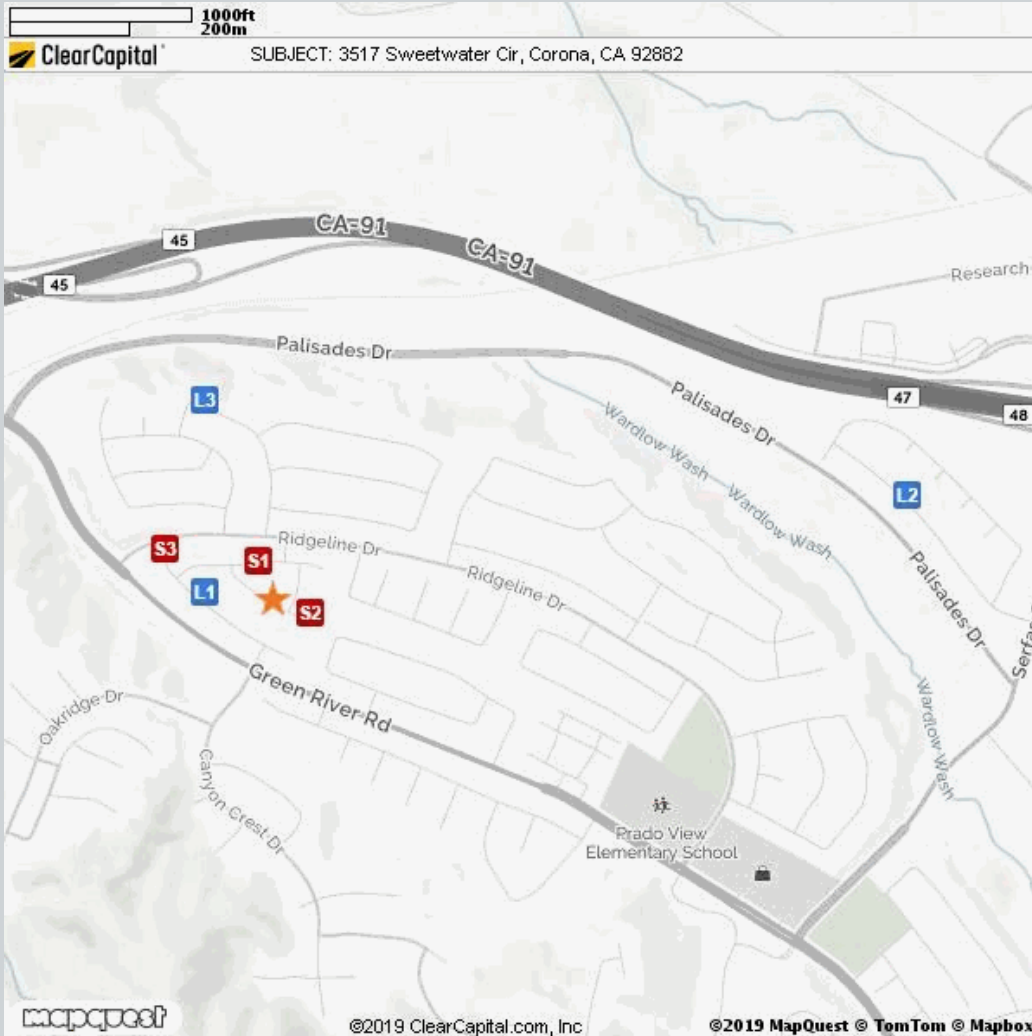 1000ft
200m
ClearCapital
SUBJECT: 3517 Sweetwater Cir, Corona, CA 92882
CA-91
45
CA-91
45
Research
Palisades Dr
Palisades Dr
47
48
L3
Wardlow Wash
Wardlow Wash
L2
S3
Ridgeline Dr
S1
Ridgeline Dr
Palisades Dr
L1
S2
Serfas
Green River Rd
Oakridge Dr
Wardlow Wash
Canyon Crest Dr
Prado View
Elementary School
mapquest
©2019 ClearCapital.com, Inc
©2019 MapQuest © TomTom © Mapbox